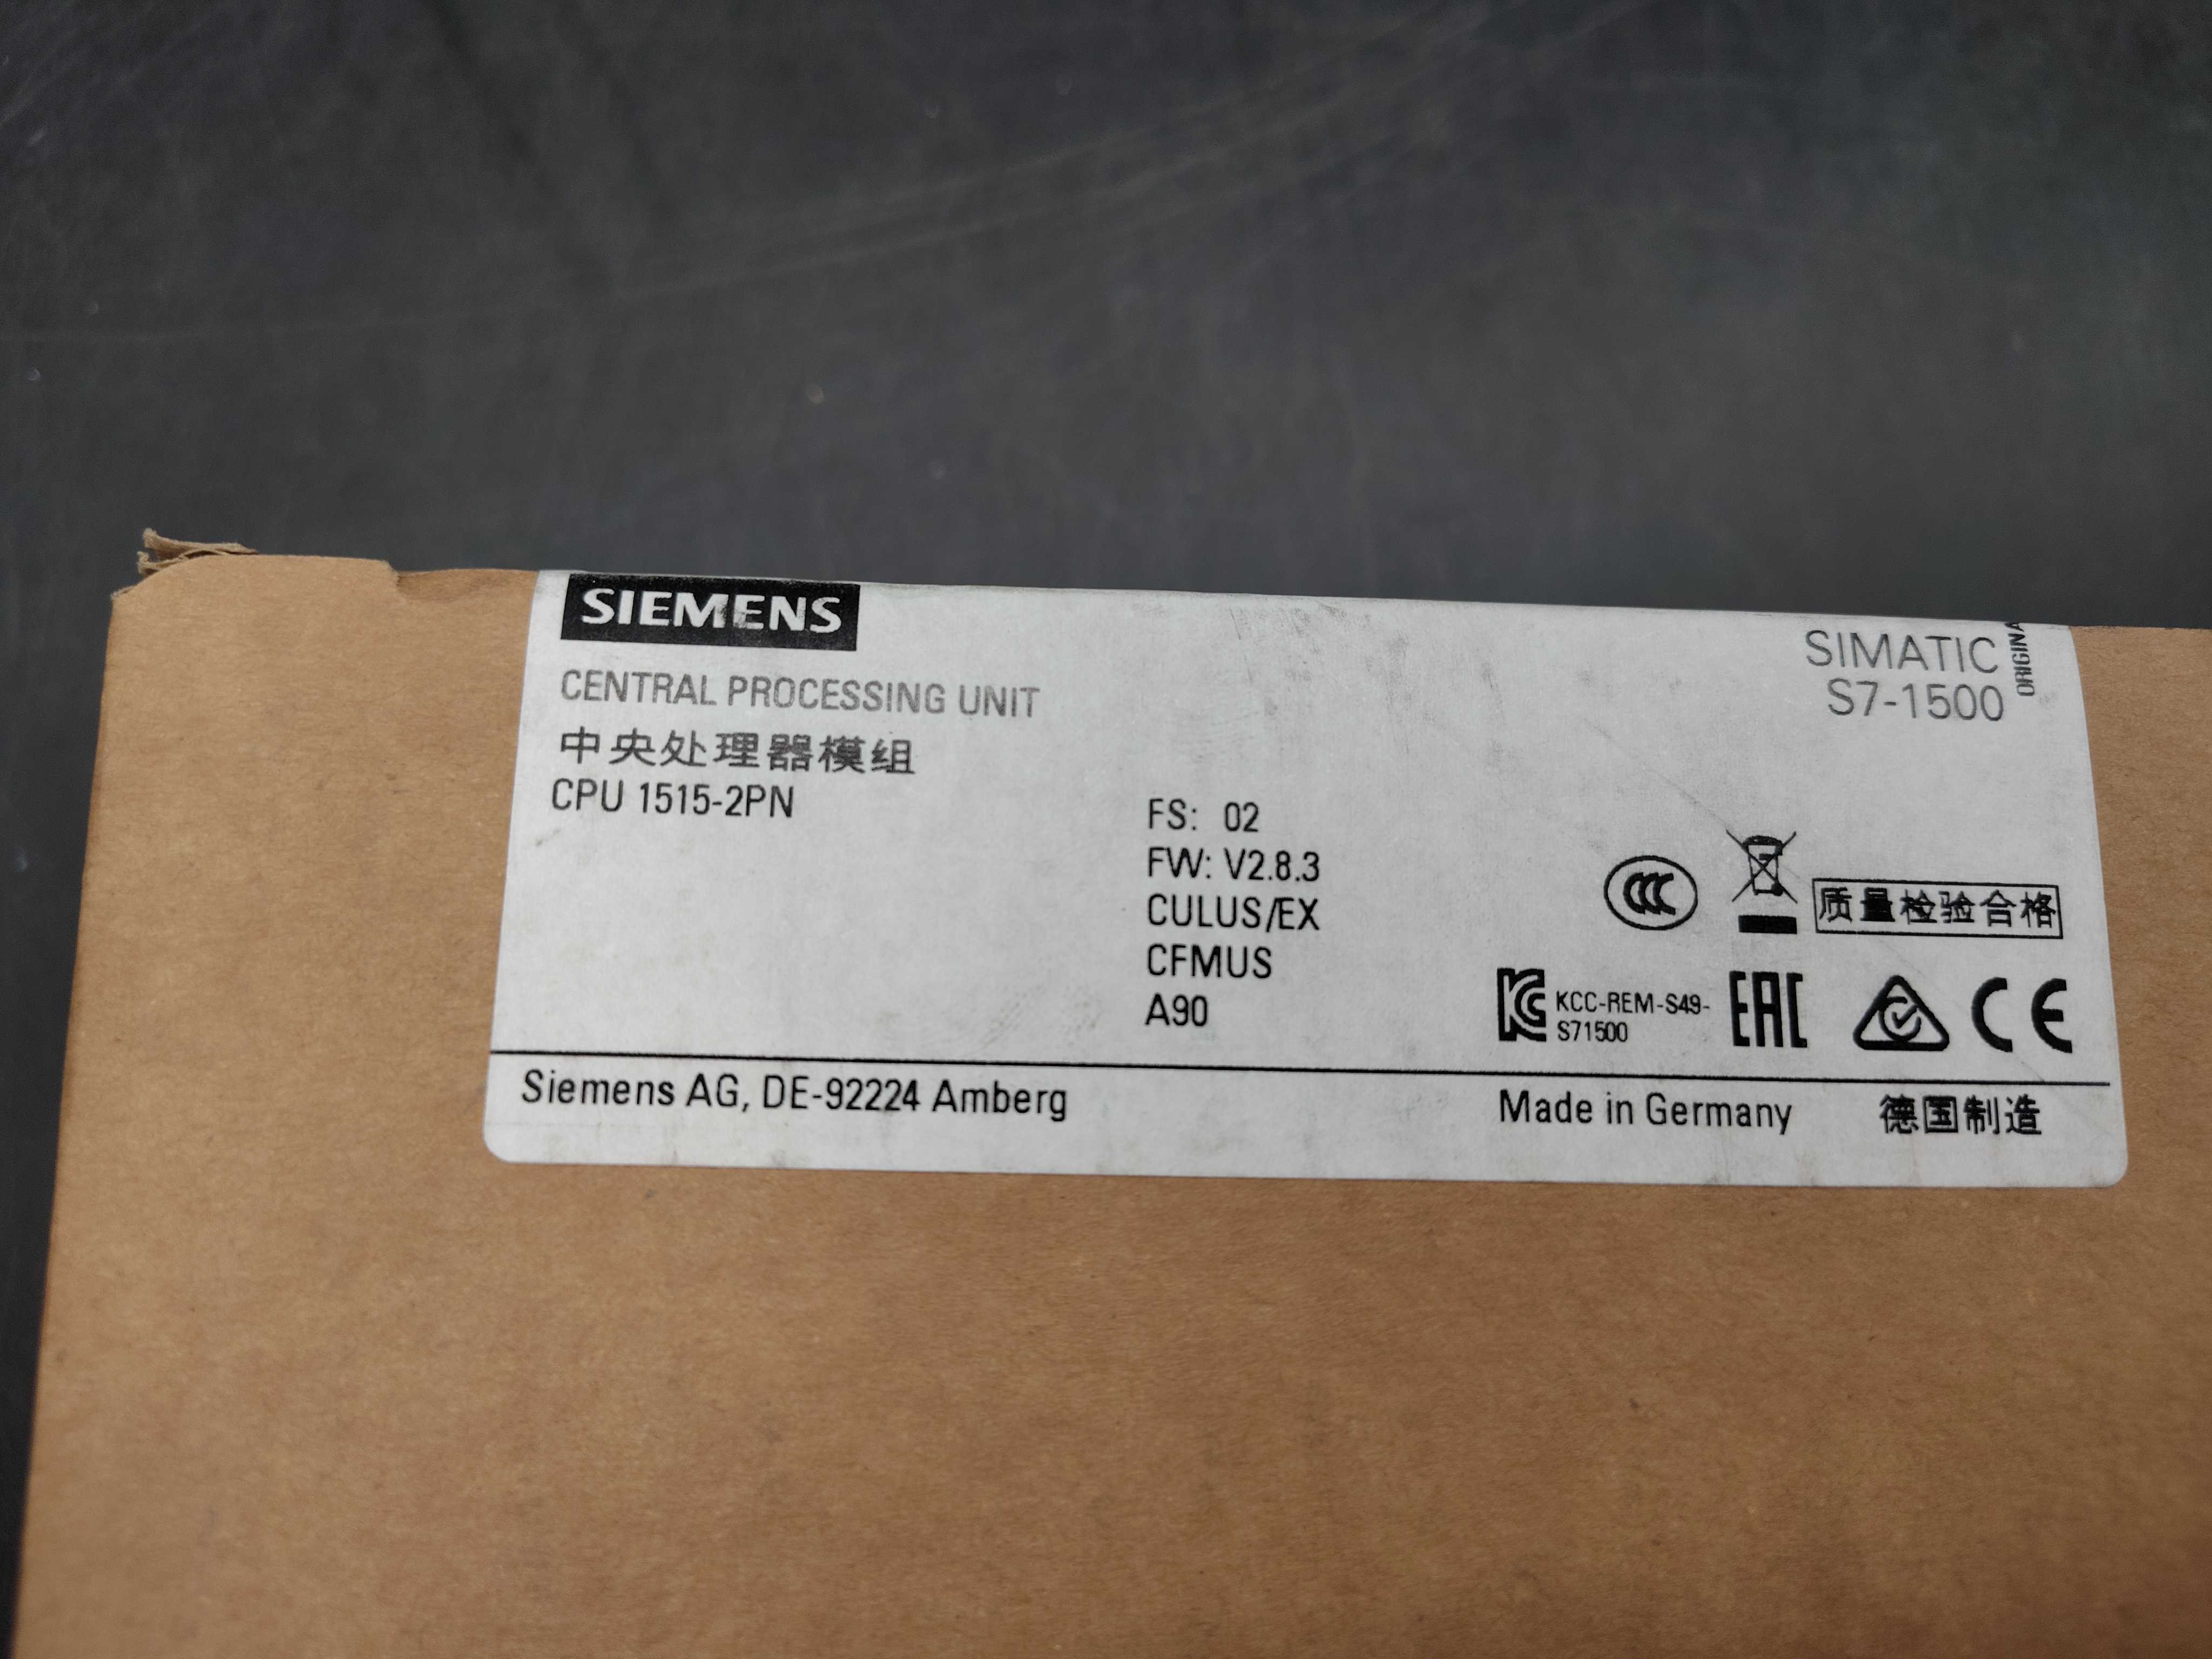 SIEMENS
SIMATIC
S7-1500
CENTRAL PROCESSING UNIT
中央处理器模组
CPU 1515-2PN
FS: 02
FW: V2.8.3
CULUS/EX
CFMUS
A90
质量检验合格
KCC-REM-S49-
S71500
EAC
CE
Siemens AG, DE-92224 Amberg
Made in Germany 德国制造